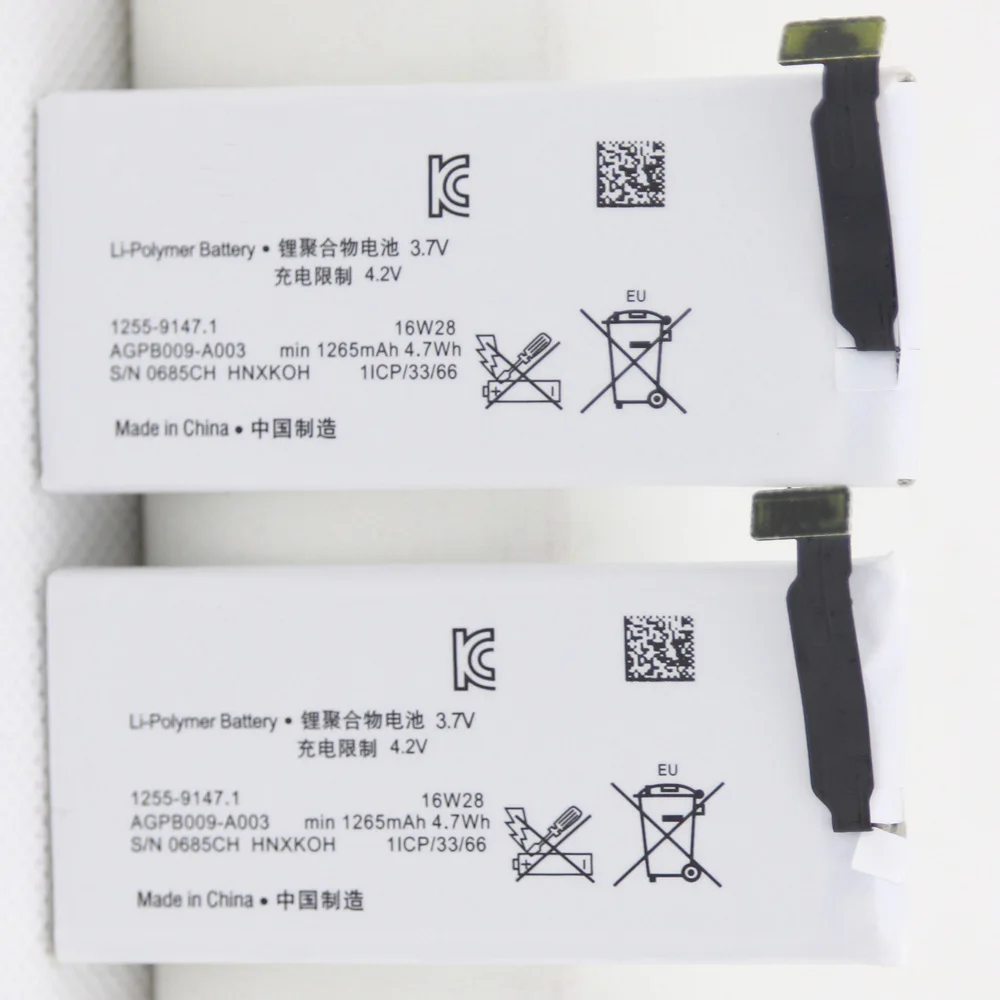 Li-Polymer Battery • 锂聚合物电池 3.7V
充电限制 4.2V
EU
1255-9147.1 16W28
AGPB009-A003 min 1265mAh 4.7Wh
S/N 0685CH HNXKOH 1ICP/33/66
Made in China • 中国制造
Li-Polymer Battery • 锂聚合物电池 3.7V
充电限制 4.2V
EU
1255-9147.1 16W28
AGPB009-A003 min 1265mAh 4.7Wh
S/N 0685CH HNXKOH 1ICP/33/66
Made in China • 中国制造